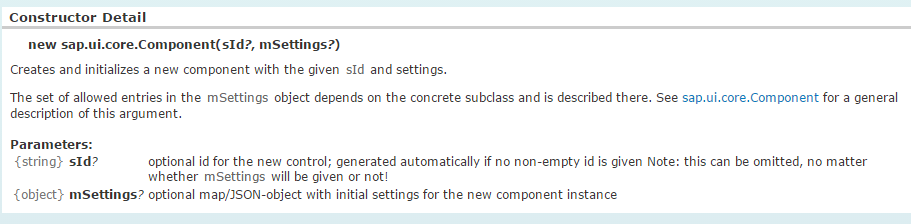 Constructor Detail
new sap.ui.core.Component(sId?, mSettings?)
Creates and initializes a new component with the given sId and settings.
The set of allowed entries in the mSettings object depends on the concrete subclass and is described there. See sap.ui.core.Component for a general
description of this argument.
Parameters:
{string} sId? optional id for the new control; generated automatically if no non-empty id is given Note: this can be omitted, no matter
whether mSettings will be given or not!
{object} mSettings? optional map/JSON-object with initial settings for the new component instance